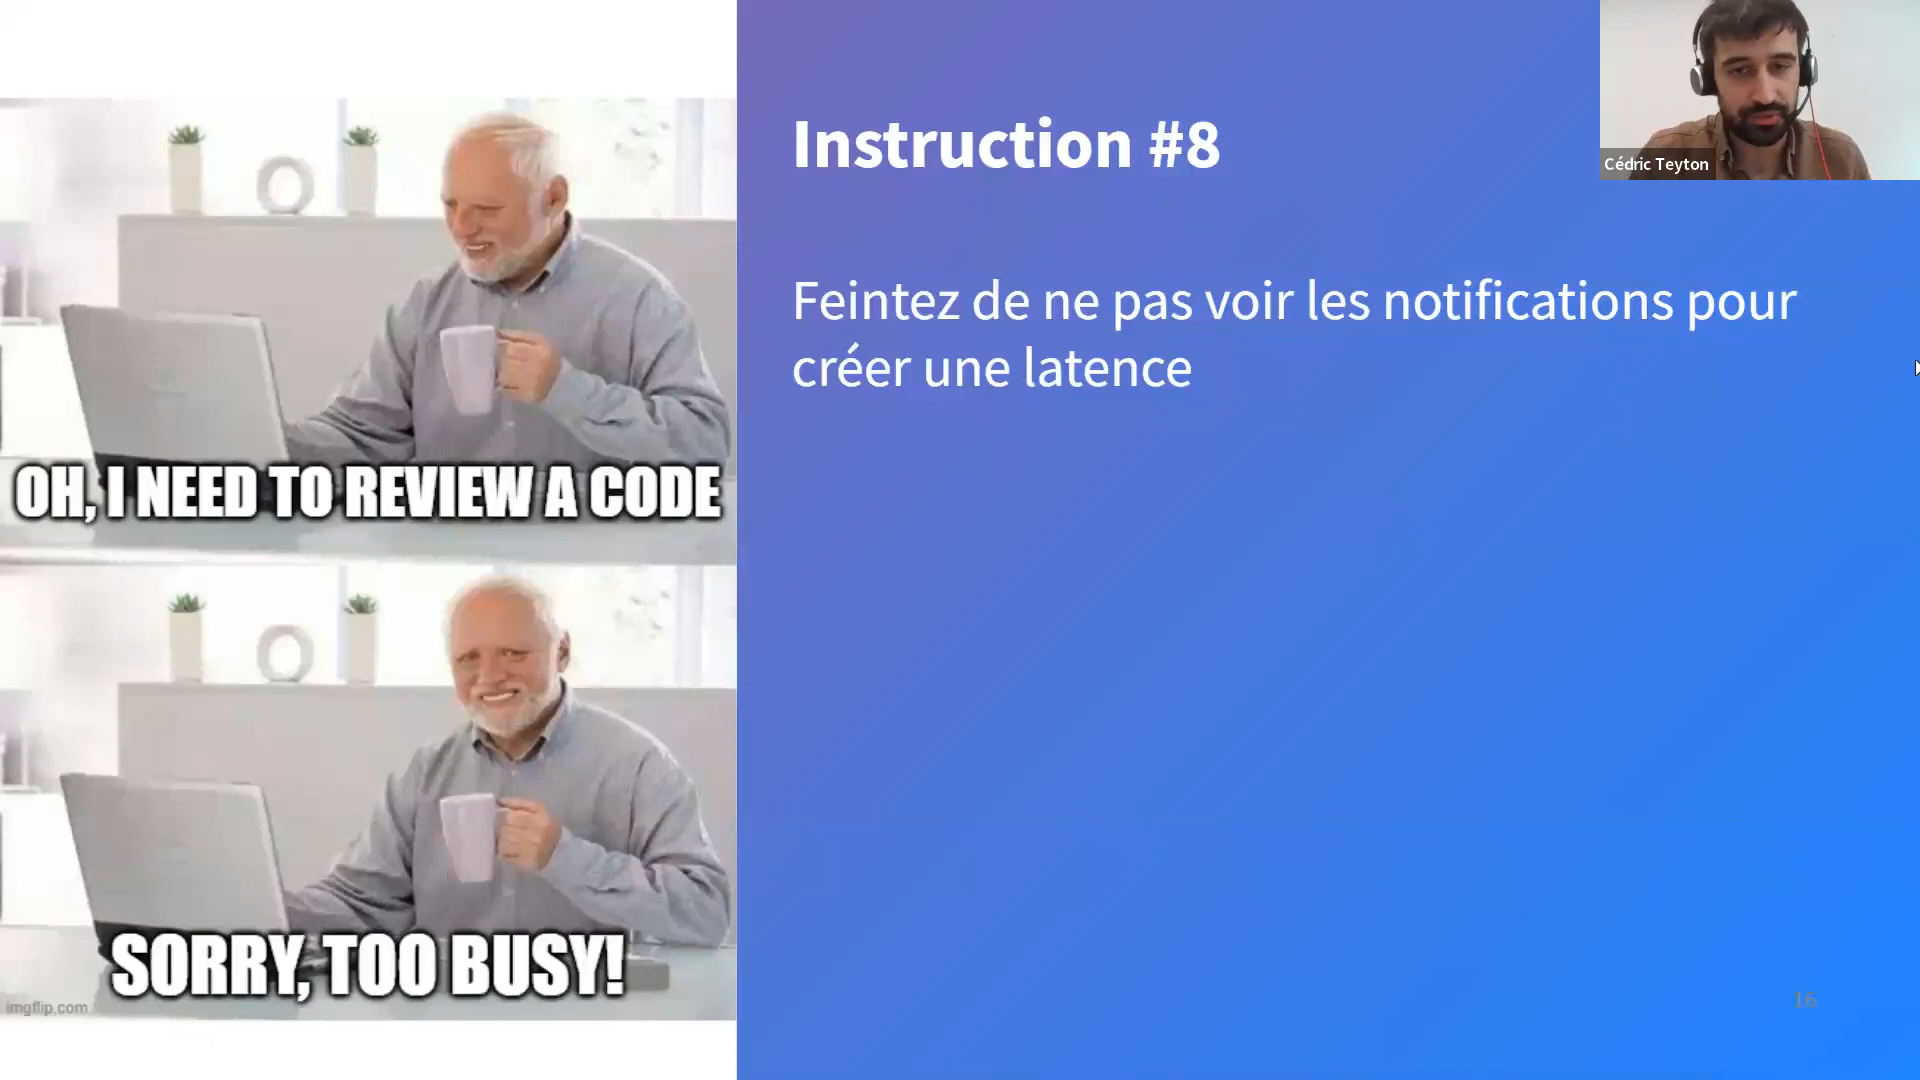 OH, I NEED TO REVIEW A CODE
SORRY, TOO BUSY!
imgflip.com
Instruction #8
Feintez de ne pas voir les notifications pour
créer une latence
Cédric Teyton
16